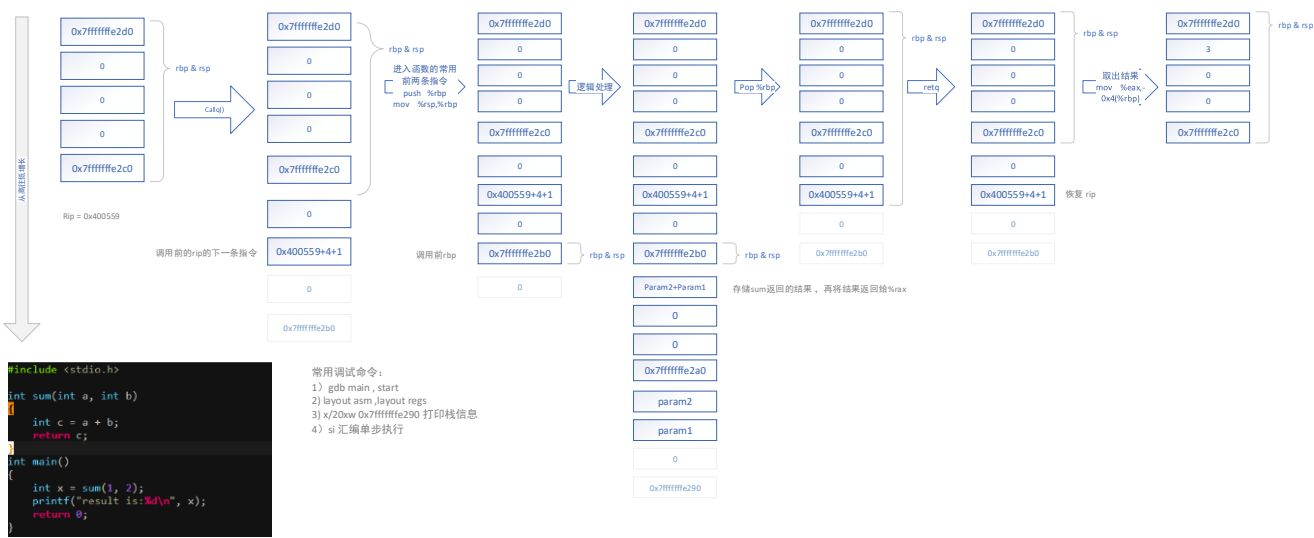 从高往低增长
0x7fffffffe2d0
0
0
0
0x7fffffffe2c0
rbp & rsp
Rip = 0x400559
Callq()
0x7fffffffe2d0
0
0
0
0x7fffffffe2c0
0
调用前的rip的下一条指令
0x400559+4+1
0
0x7fffffffe2b0
rbp & rsp
进入函数的常用
前两条指令
push %rbp
mov %rsp,%rbp
0x7fffffffe2d0
0
0
0
0x7fffffffe2c0
0
0x400559+4+1
0
调用前rbp
0x7fffffffe2b0
rbp & rsp
0
逻辑处理
0x7fffffffe2d0
0
0
0
0x7fffffffe2c0
0
0x400559+4+1
0
0x7fffffffe2b0
rbp & rsp
Param2+Param1
存储sum返回的结果 ，再将结果返回给%rax
0
0
0x7fffffffe2a0
param2
param1
0
0x7fffffffe290
Pop %rbp
0x7fffffffe2d0
0
0
0
0x7fffffffe2c0
0
0x400559+4+1
0
0x7fffffffe2b0
rbp & rsp
retq
0x7fffffffe2d0
0
0
0
0x7fffffffe2c0
0
0x400559+4+1
恢复 rip
0
0x7fffffffe2b0
rbp & rsp
取出结果
mov %eax,-
0x4(%rbp)
0x7fffffffe2d0
3
0
0
0x7fffffffe2c0
rbp & rsp
#include <stdio.h>
int sum(int a, int b)
{
int c = a + b;
return c;
}
int main()
{
int x = sum(1, 2);
printf("result is:%d\n", x);
return 0;
}
常用调试命令：
1）gdb main , start
2) layout asm ,layout regs
3) x/20xw 0x7fffffffe290 打印栈信息
4）si 汇编单步执行